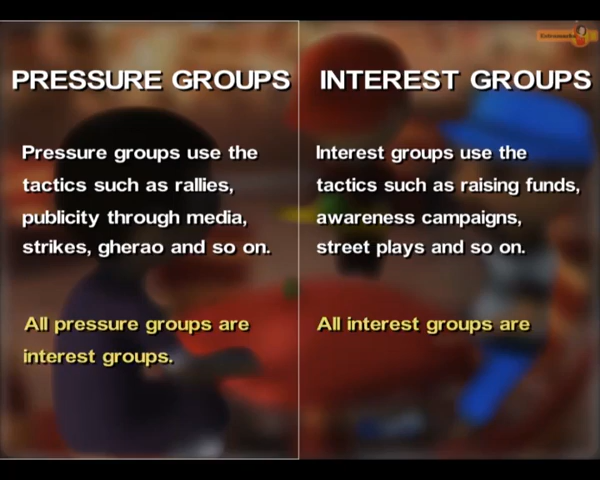 Extramarks
PRESSURE GROUPS
Pressure groups use the
tactics such as rallies,
publicity through media,
strikes, gherao and so on.
All pressure groups are
interest groups.
INTEREST GROUPS
Interest groups use the
tactics such as raising funds,
awareness campaigns,
street plays and so on.
All interest groups are